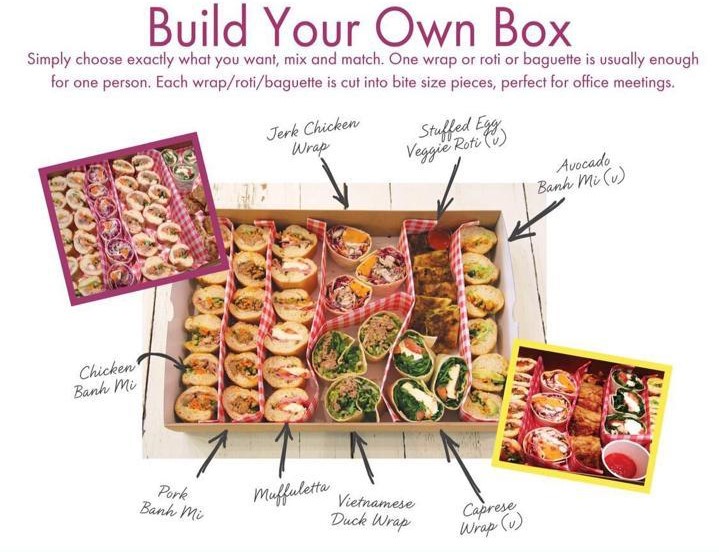 Build Your Own Box
Simply choose exactly what you want, mix and match. One wrap or roti or baguette is usually enough
for one person. Each wrap/roti/baguette is cut into bite size pieces, perfect for office meetings.
Jerk Chicken
Wrap
Stuffed Egg
Veggie Roti (v)
Avocado
Banh Mi (v)
Chicken
Banh Mi
Pork
Banh Mi
Muffuletta
Vietnamese
Duck Wrap
Caprese
Wrap (v)